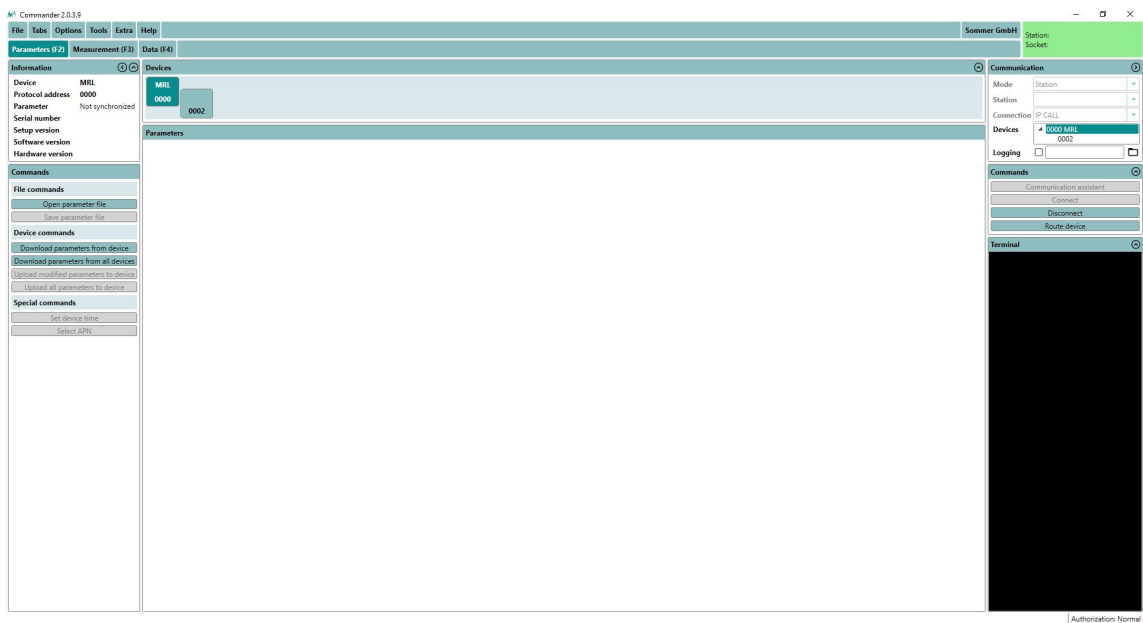 Commander 2.0.3.9
File Tabs Options Tools Extra Help Sommer GmbH
Station:
Socket:
Parameters (F2) Measurement (F3) Data (F4)
Information
Device MRL
Protocol address 0000
Parameter Not synchronized
Serial number
Setup version
Software version
Hardware version
Commands
File commands
Open parameter file
Save parameter file
Device commands
Download parameters from device
Download parameters from all devices
Upload modified parameters to device
Upload all parameters to device
Special commands
Set device time
Select APN
Devices
MRL
0000
0002
Parameters
Communication
Mode Station
Station
Connection IP CALL
Devices 0000 MRL
0002
Logging
Commands
Communication assistant
Connect
Disconnect
Route device
Terminal
Authorization: Normal